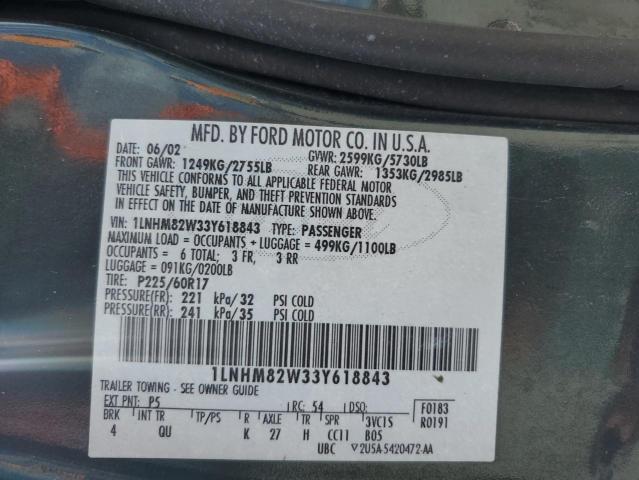 MFD. BY FORD MOTOR CO. IN U.S.A.
DATE: 06/02 GVWR: 2599KG/5730LB
FRONT GAWR: 1249KG/2755LB REAR GAWR: 1353KG/2985LB
THIS VEHICLE CONFORMS TO ALL APPLICABLE FEDERAL MOTOR
VEHICLE SAFETY, BUMPER, AND THEFT PREVENTION STANDARDS
IN EFFECT ON THE DATE OF MANUFACTURE SHOWN ABOVE.
VIN: 1LNHM82W33Y618843 TYPE: PASSENGER
MAXIMUM LOAD = OCCUPANTS + LUGGAGE = 499KG/1100LB
OCCUPANTS = 6 TOTAL; 3 FR, 3 RR
LUGGAGE = 091KG/0200LB
TIRE: P225/60R17
PRESSURE(FR): 221 kPa/32 PSI COLD
PRESSURE(RR): 241 kPa/35 PSI COLD
1LNHM82W33Y618843
TRAILER TOWING - SEE OWNER GUIDE
EXT PNT: P5 RC: 54 DSO: F0183
BRK INT TR TP/PS R AXLE TR SPR 3VC1S R0191
4 QU K 27 H CC11 B05
UBC ▽2U5A-5420472-AA